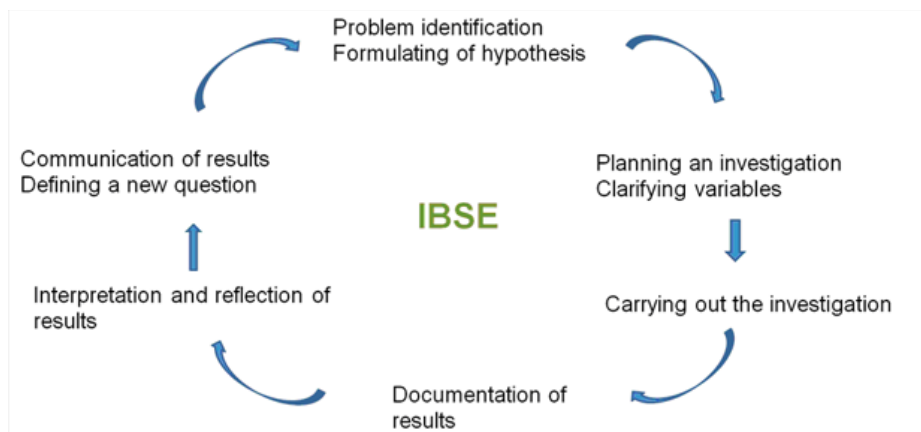 Problem identification
Formulating of hypothesis
Planning an investigation
Clarifying variables
Carrying out the investigation
Documentation of
results
Interpretation and reflection of
results
Communication of results
Defining a new question
IBSE